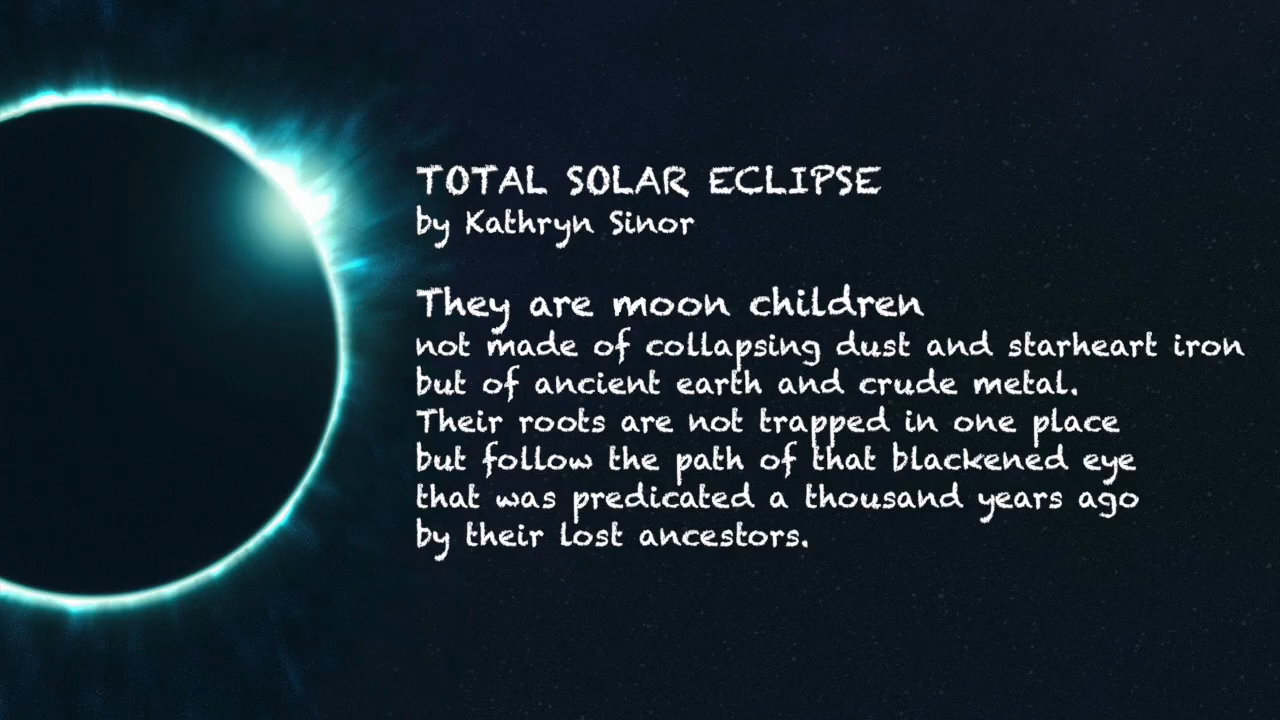 TOTAL SOLAR ECLIPSE
by Kathryn Sinor
They are moon children
not made of collapsing dust and starheart iron
but of ancient earth and crude metal.
Their roots are not trapped in one place
but follow the path of that blackened eye
that was predicated a thousand years ago
by their lost ancestors.